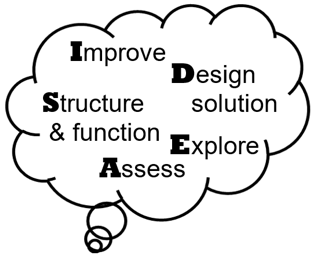 Improve
Design
solution
Structure
& function
Explore
Assess